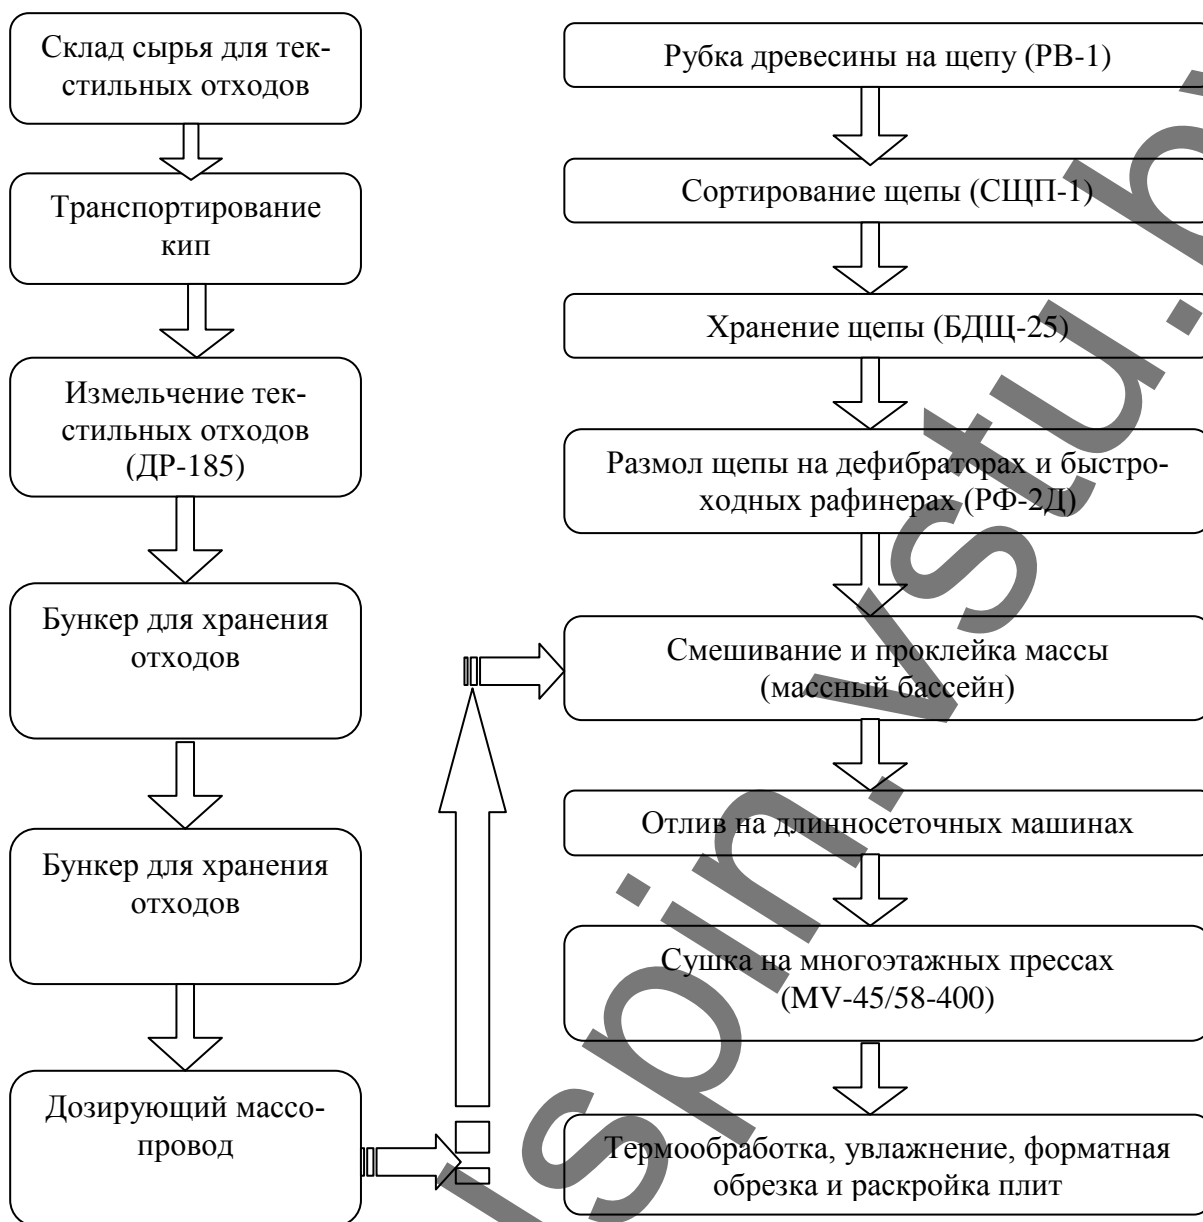 Склад сырья для тек-
стильных отходов
Транспортирование
кип
Измельчение тек-
стильных отходов
(ДР-185)
Бункер для хранения
отходов
Бункер для хранения
отходов
Дозирующий массо-
провод
Рубка древесины на щепу (РВ-1)
Сортирование щепы (СЩП-1)
Хранение щепы (БДЩ-25)
Размол щепы на дефибраторах и быстро-
ходных рафинерах (РФ-2Д)
Смешивание и проклейка массы
(массный бассейн)
Отлив на длинносеточных машинах
Сушка на многоэтажных прессах
(MV-45/58-400)
Термообработка, увлажнение, форматная
обрезка и раскройка плит
spin.vstu.b